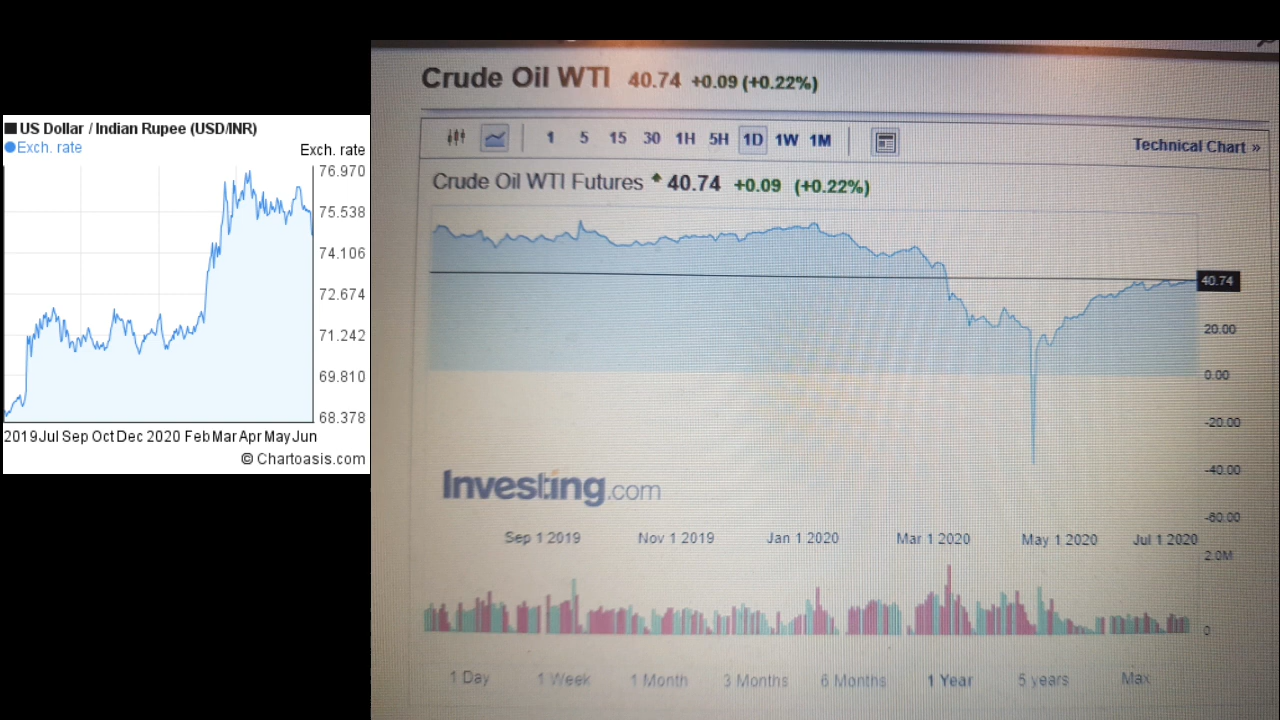 US Dollar / Indian Rupee (USD/INR)
Exch. rate
Exch. rate
76.970
75.538
74.106
72.674
71.242
69.810
68.378
2019 Jul Sep Oct Dec 2020 Feb Mar Apr May Jun
© Chartoasis.com
Crude Oil WTI 40.74 +0.09 (+0.22%)
1 5 15 30 1H 5H 1D 1W 1M
Technical Chart »
Crude Oil WTI Futures 40.74 +0.09 (+0.22%)
40.74
20.00
0.00
-20.00
-40.00
-60.00
Investing.com
Sep 1 2019 Nov 1 2019 Jan 1 2020 Mar 1 2020 May 1 2020 Jul 1 2020
2.0M
0
1 Day 1 Week 1 Month 3 Months 6 Months 1 Year 5 years Max